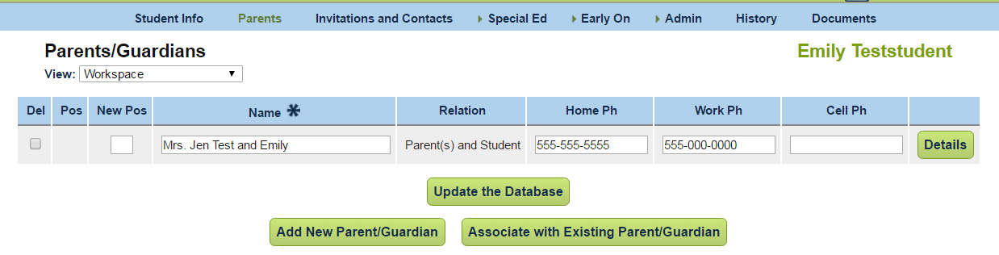 Student Info Parents Invitations and Contacts Special Ed Early On Admin History Documents
Parents/Guardians Emily Teststudent
View: Workspace
Del Pos New Pos Name * Relation Home Ph Work Ph Cell Ph
Mrs. Jen Test and Emily Parent(s) and Student 555-555-5555 555-000-0000 Details
Update the Database
Add New Parent/Guardian Associate with Existing Parent/Guardian